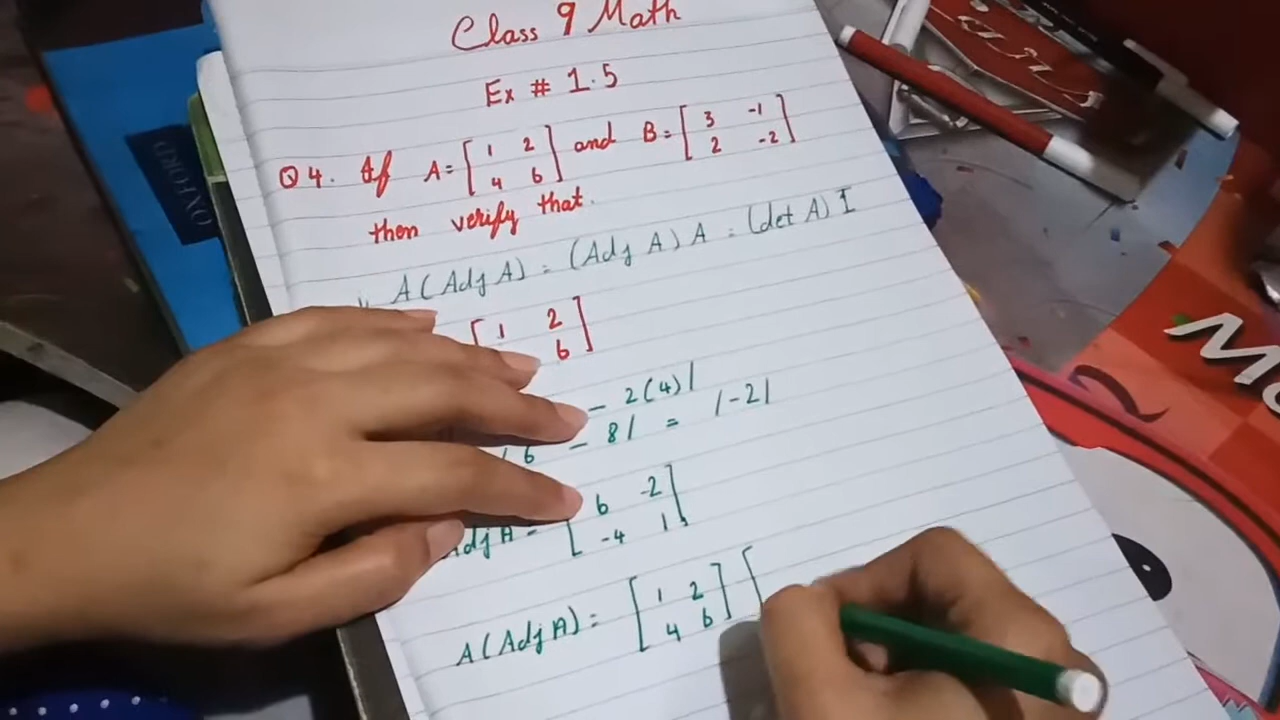 Class 9 Math
Ex # 1.5
Q4. If A = [ 1 2 4 6 ] and B = [ 3 -1 2 -2 ]
then verify that.
A(Adj A) = (Adj A) A = (det A) I
[ 1 2 6 ]
- 2(4)|
| 6 - 8| = |-2|
Adj A = [ 6 -2 -4 1 ]
A(Adj A) = [ 1 2 4 6 ] [
OXFORD